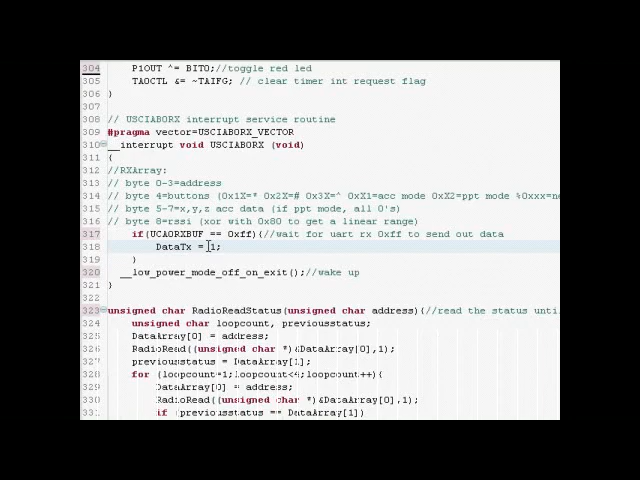 304 P1OUT ^= BIT0;//toggle red led
305 TAOCTL &= ~TAIFG; // clear timer int request flag
306 }
307
308 // USCIABORX interrupt service routine
309 #pragma vector=USCIABORX_VECTOR
310 __interrupt void USCIABORX (void)
311 {
312 //RXArray:
313 // byte 0-3=address
314 // byte 4=buttons (0x1X=* 0x2X=# 0x3X=^ 0xX1=acc mode 0xX2=ppt mode %0xxx=ne
315 // byte 5-7=x,y,z acc data (if ppt mode, all 0's)
316 // byte 8=rssi (xor with 0x80 to get a linear range)
317 if(UCAORXBUF == 0xff){//wait for uart rx 0xff to send out data
318 DataTx = 1;
319 }
320 __low_power_mode_off_on_exit();//wake up
321 }
322
323 unsigned char RadioReadStatus(unsigned char address){//read the status until
324 unsigned char loopcount, previousstatus;
325 DataArray[0] = address;
326 RadioRead((unsigned char *)&DataArray[0],1);
327 previousstatus = DataArray[1];
328 for (loopcount=1;loopcount<4;loopcount++){
329 DataArray[0] = address;
330 RadioRead((unsigned char *)&DataArray[0],1);
331 if (previousstatus == DataArray[1])